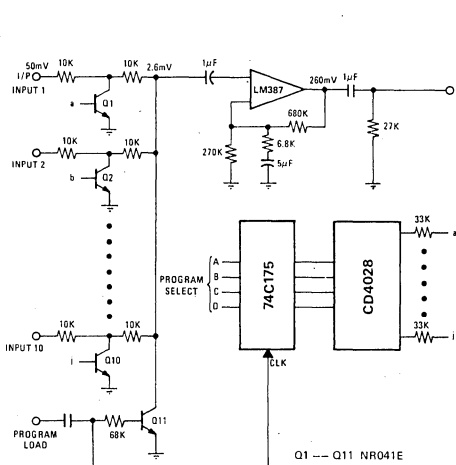 50mV 10K 10K 2.6mV 1μF 260mV 1μF
I/P
INPUT 1
a Q1
LM387
680K
270K 6.8K 27K
5μF
10K 10K
INPUT 2
b Q2
33K
a
A
B
C
D
PROGRAM
SELECT
74C175
CD4028
10K 10K
INPUT 10
i Q10
33K
j
CLK
68K Q11
PROGRAM
LOAD
Q1 -- Q11 NR041E